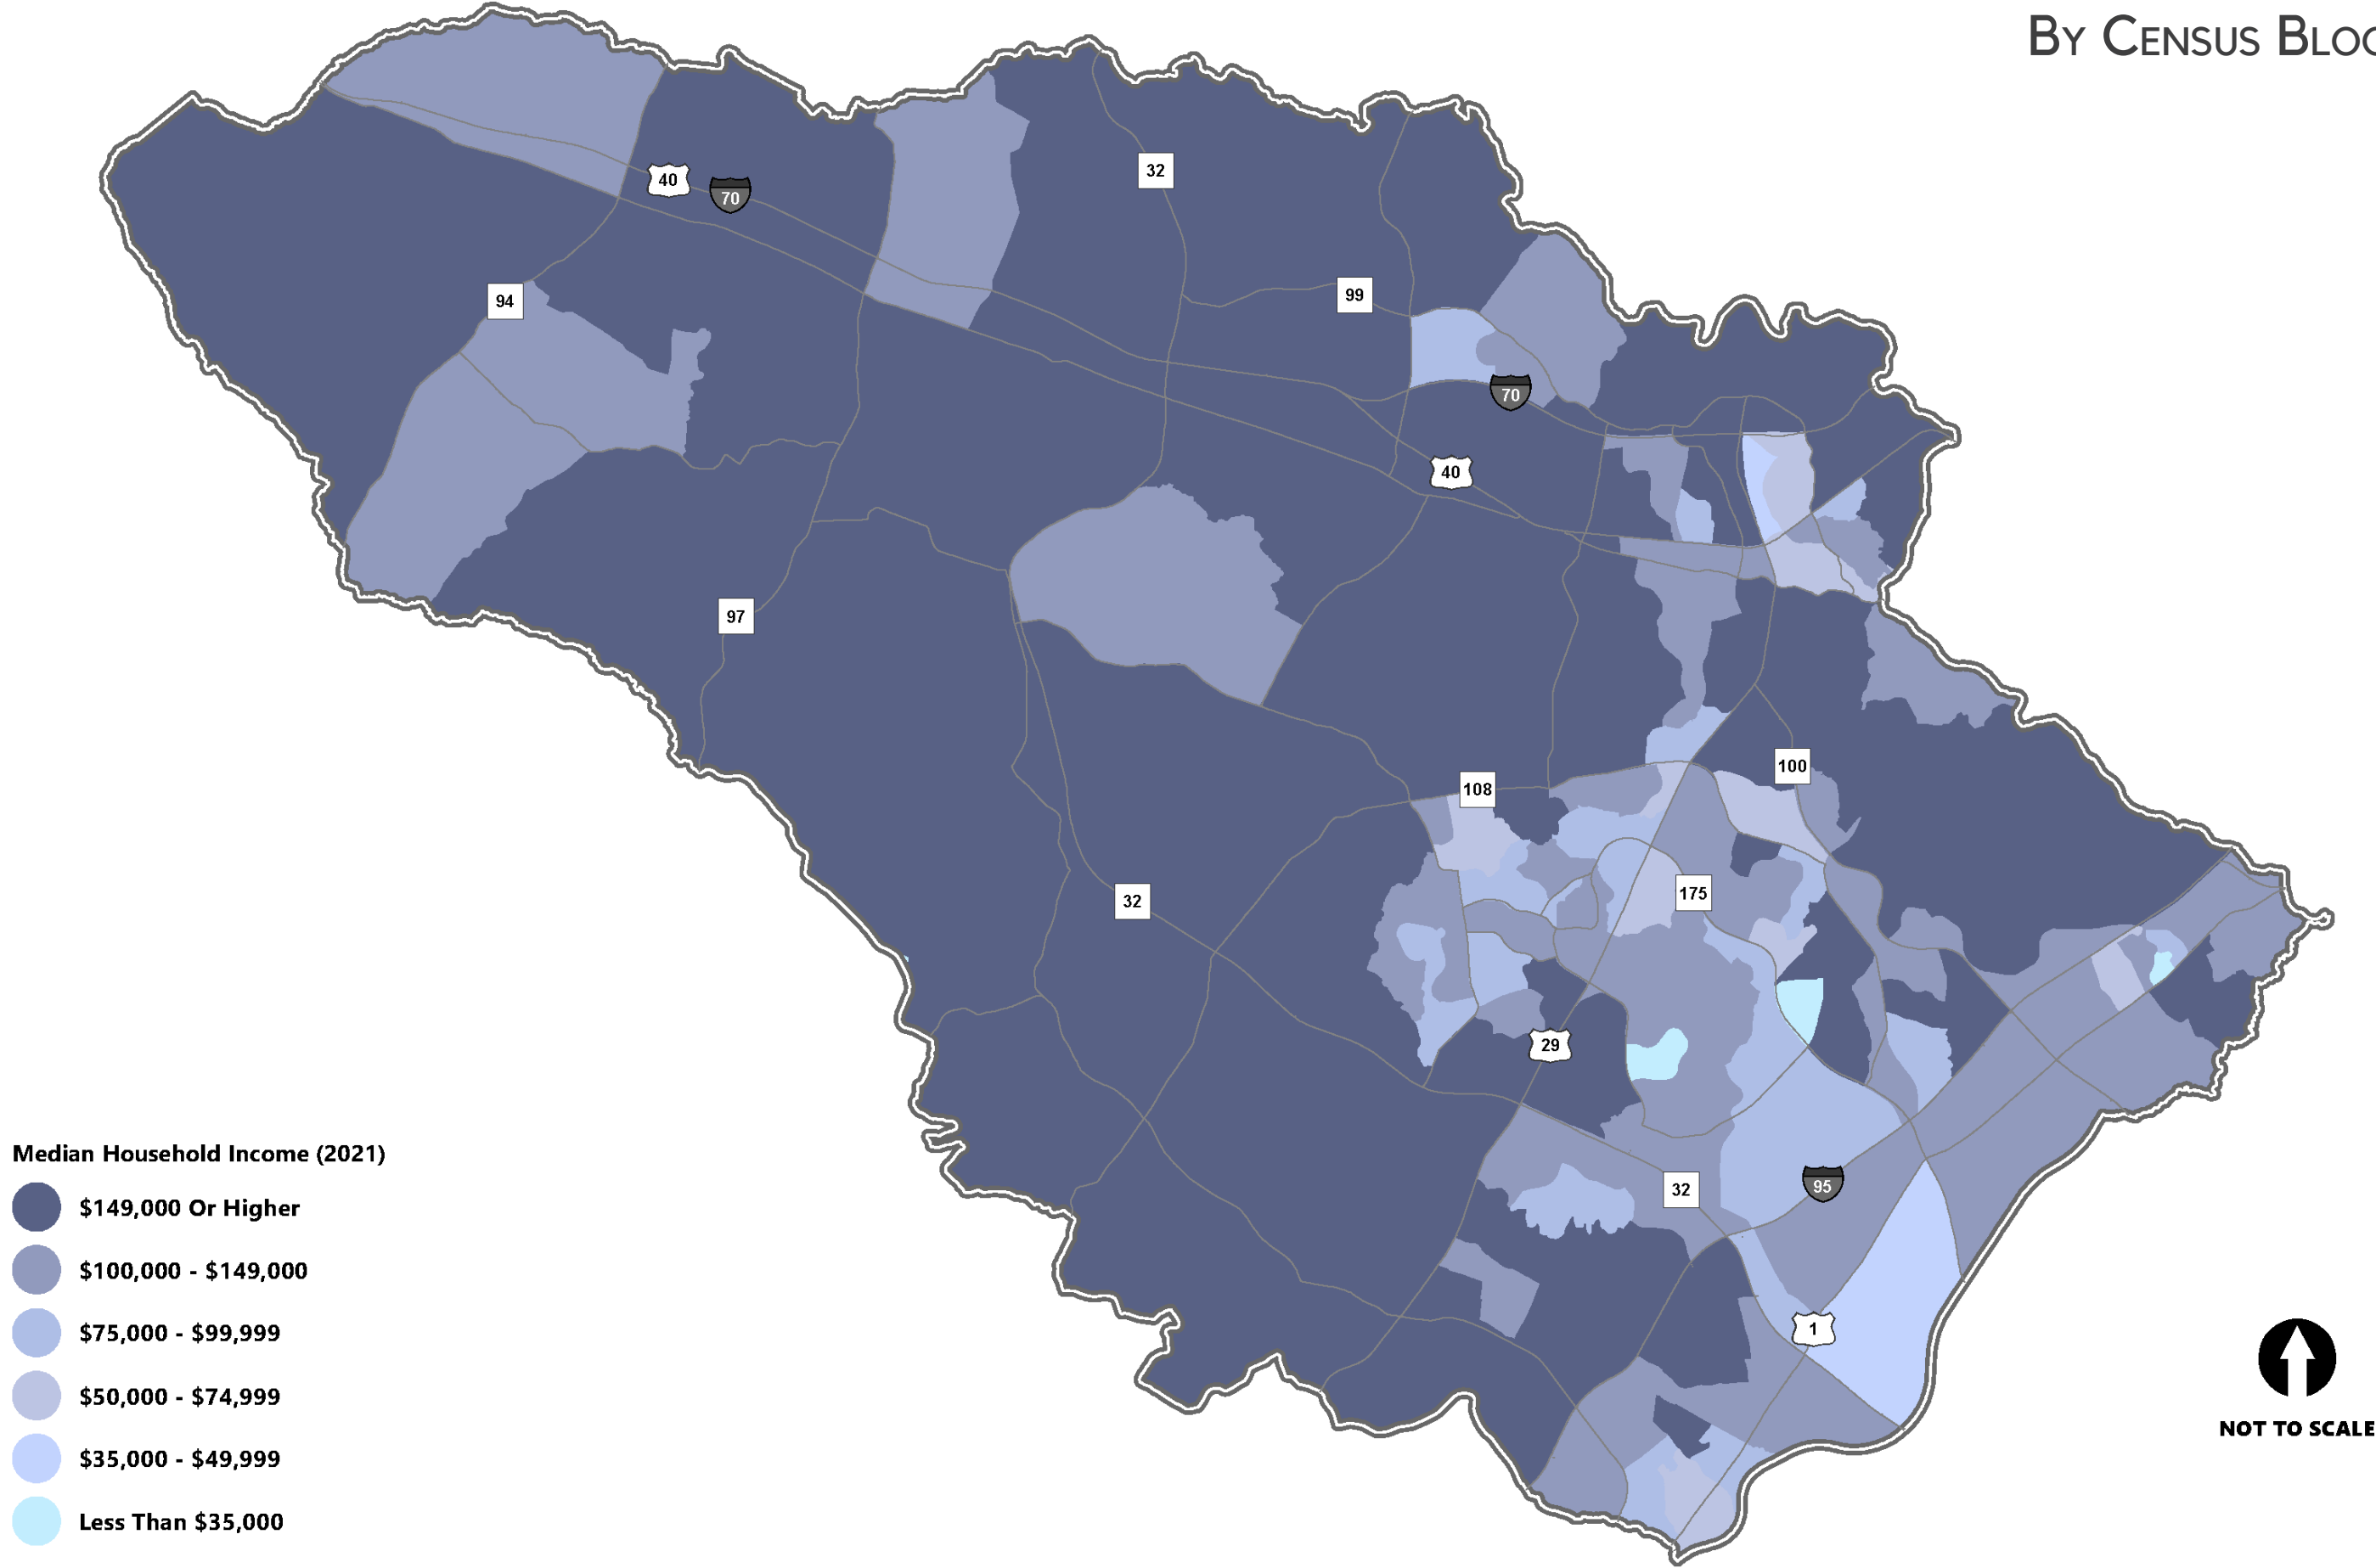 BY CENSUS BLOC
40
70
32
94
99
70
40
97
108
100
175
32
29
32
95
1
Median Household Income (2021)
$149,000 Or Higher
$100,000 - $149,000
$75,000 - $99,999
$50,000 - $74,999
$35,000 - $49,999
Less Than $35,000
NOT TO SCALE